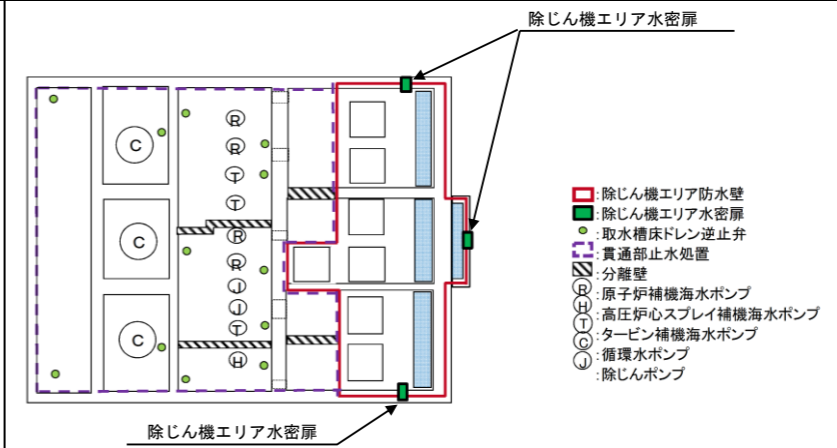 除じん機エリア水密扉
C
C
C
R
R
T
T
R
R
J
J
T
H
除じん機エリア防水壁
除じん機エリア水密扉
:取水槽床ドレン逆止弁
:貫通部止水処置
:分離壁
R :原子炉補機海水ポンプ
H :高圧炉心スプレイ補機海水ポンプ
T :タービン補機海水ポンプ
C :循環水ポンプ
J :除じんポンプ
除じん機エリア水密扉